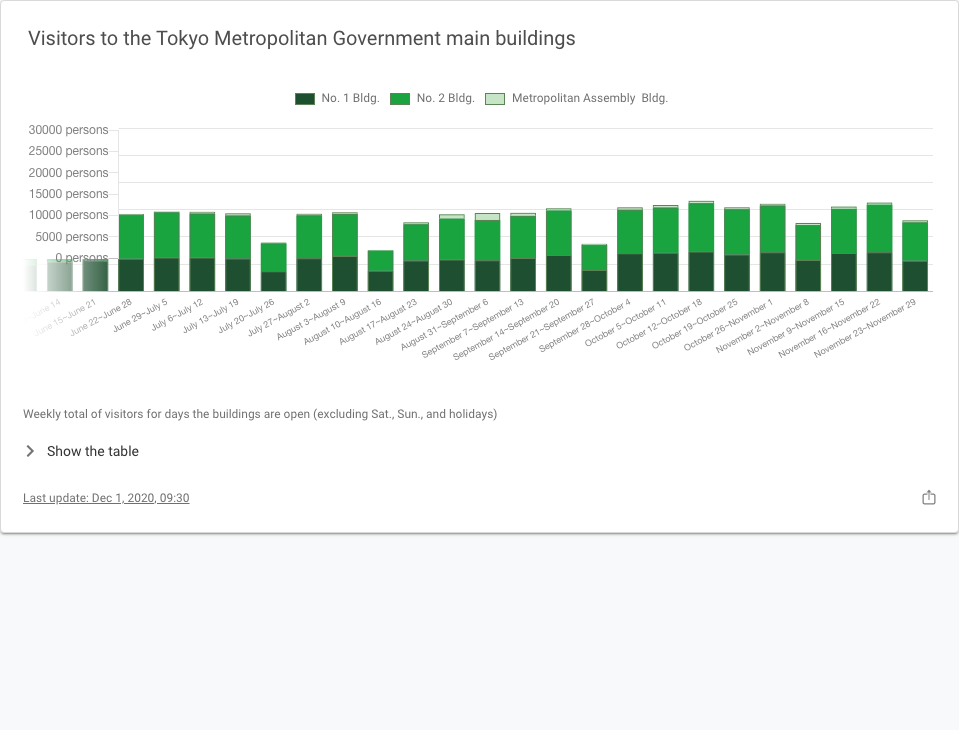 Visitors to the Tokyo Metropolitan Government main buildings
No. 1 Bldg. No. 2 Bldg. Metropolitan Assembly Bldg.
30000 persons
25000 persons
20000 persons
15000 persons
10000 persons
5000 persons
0 persons
June 14
June 15~June 21
June 22~June 28
June 29~July 5
July 6~July 12
July 13~July 19
July 20~July 26
July 27~August 2
August 3~August 9
August 10~August 16
August 17~August 23
August 24~August 30
August 31~September 6
September 7~September 13
September 14~September 20
September 21~September 27
September 28~October 4
October 5~October 11
October 12~October 18
October 19~October 25
October 26~November 1
November 2~November 8
November 9~November 15
November 16~November 22
November 23~November 29
Weekly total of visitors for days the buildings are open (excluding Sat., Sun., and holidays)
Show the table
Last update: Dec 1, 2020, 09:30